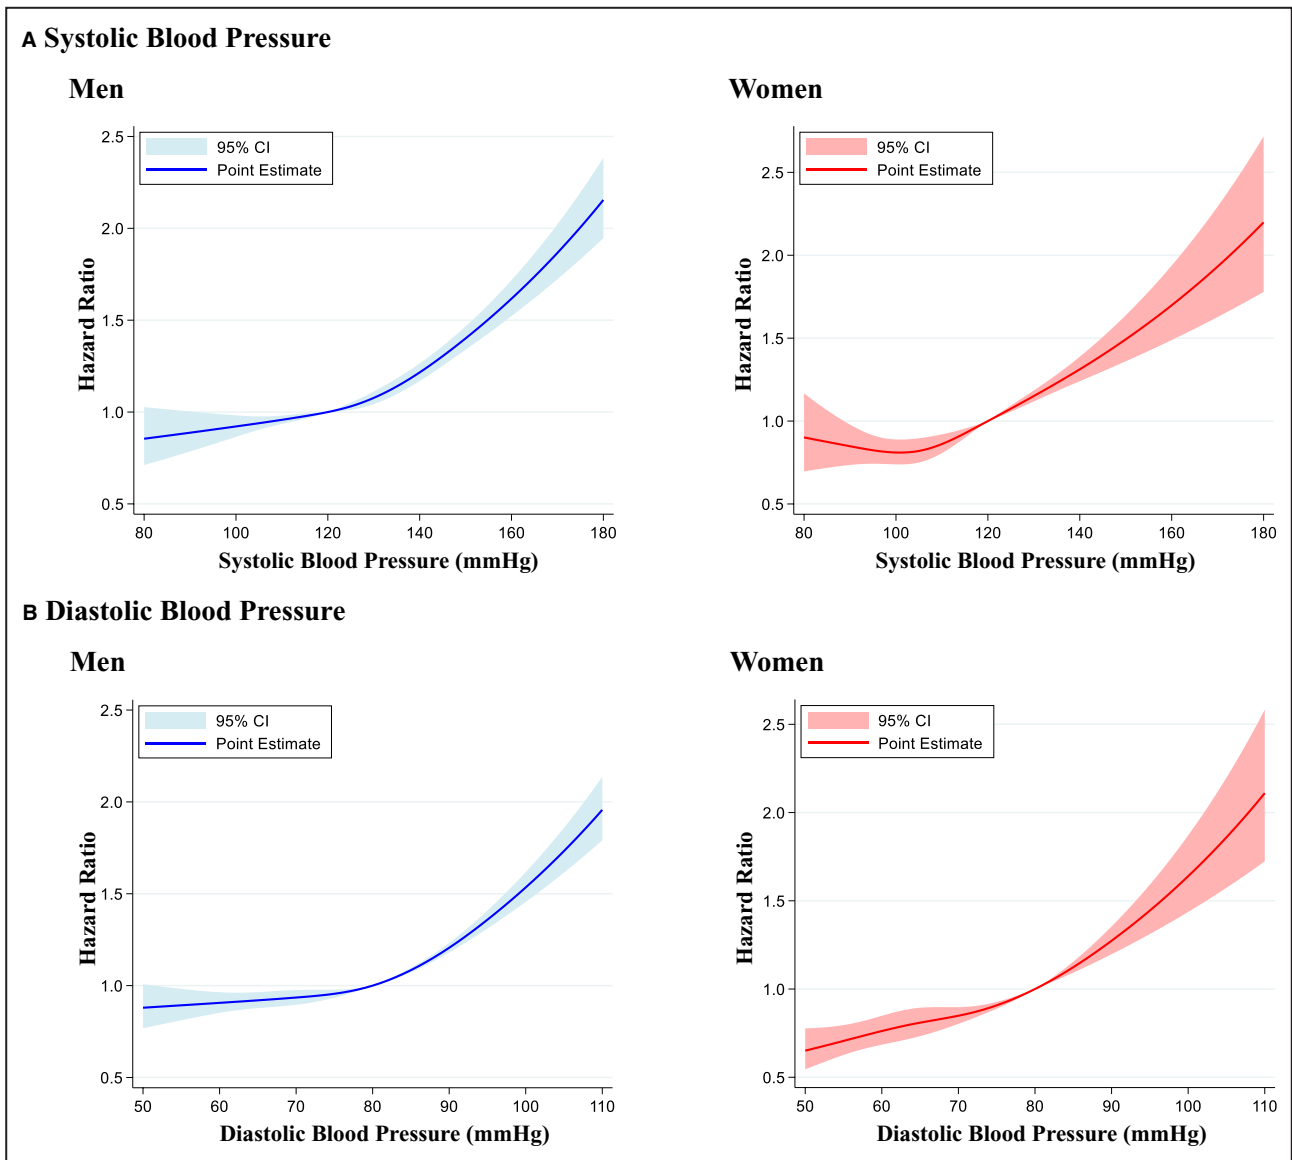 A Systolic Blood Pressure
Men
95% CI
Point Estimate
2.5
2.0
1.5
1.0
0.5
Hazard Ratio
80 100 120 140 160 180
Systolic Blood Pressure (mmHg)
Women
95% CI
Point Estimate
2.5
2.0
1.5
1.0
0.5
Hazard Ratio
80 100 120 140 160 180
Systolic Blood Pressure (mmHg)
B Diastolic Blood Pressure
Men
95% CI
Point Estimate
2.5
2.0
1.5
1.0
0.5
Hazard Ratio
50 60 70 80 90 100 110
Diastolic Blood Pressure (mmHg)
Women
95% CI
Point Estimate
2.5
2.0
1.5
1.0
0.5
Hazard Ratio
50 60 70 80 90 100 110
Diastolic Blood Pressure (mmHg)